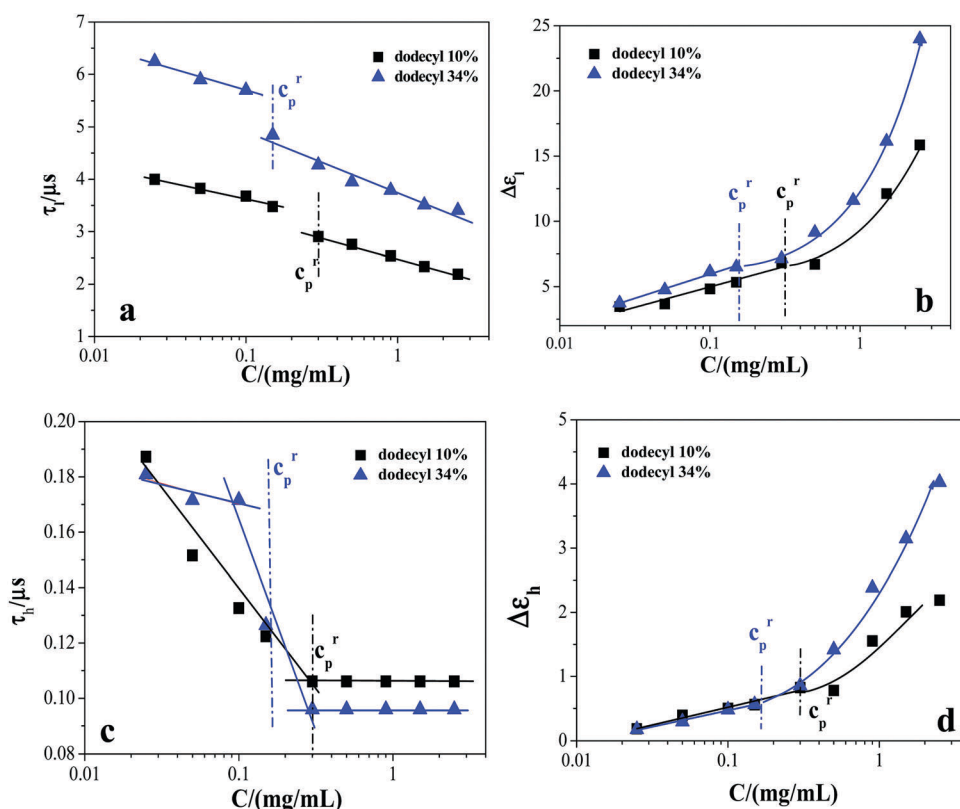 7
6
5
4
3
2
1
τl/μs
dodecyl 10%
dodecyl 34%
cpr
cpr
a
0.01
0.1
1
C/(mg/mL)
25
20
15
10
5
Δεl
dodecyl 10%
dodecyl 34%
cpr
cpr
b
0.01
0.1
1
C/(mg/mL)
0.20
0.18
0.16
0.14
0.12
0.10
0.08
τh/μs
dodecyl 10%
dodecyl 34%
cpr
cpr
c
0.01
0.1
1
C/(mg/mL)
5
4
3
2
1
0
Δεh
dodecyl 10%
dodecyl 34%
cpr
cpr
d
0.01
0.1
1
C/(mg/mL)